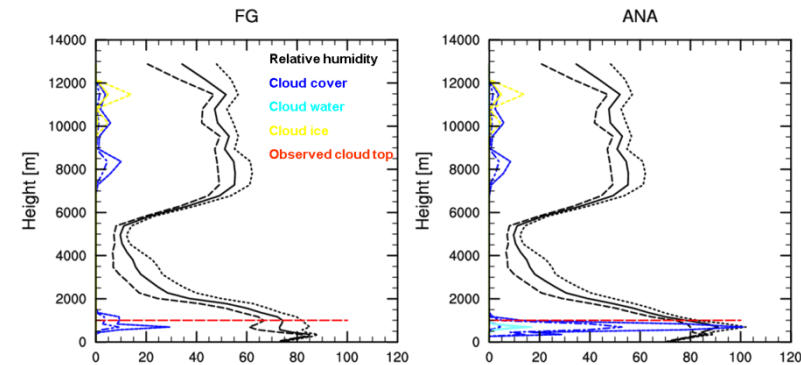 FG
ANA
14000
12000
10000
8000
6000
4000
2000
0
Height [m]
0 20 40 60 80 100 120
Relative humidity
Cloud cover
Cloud water
Cloud ice
Observed cloud top
14000
12000
10000
8000
6000
4000
2000
0
Height [m]
0 20 40 60 80 100 120